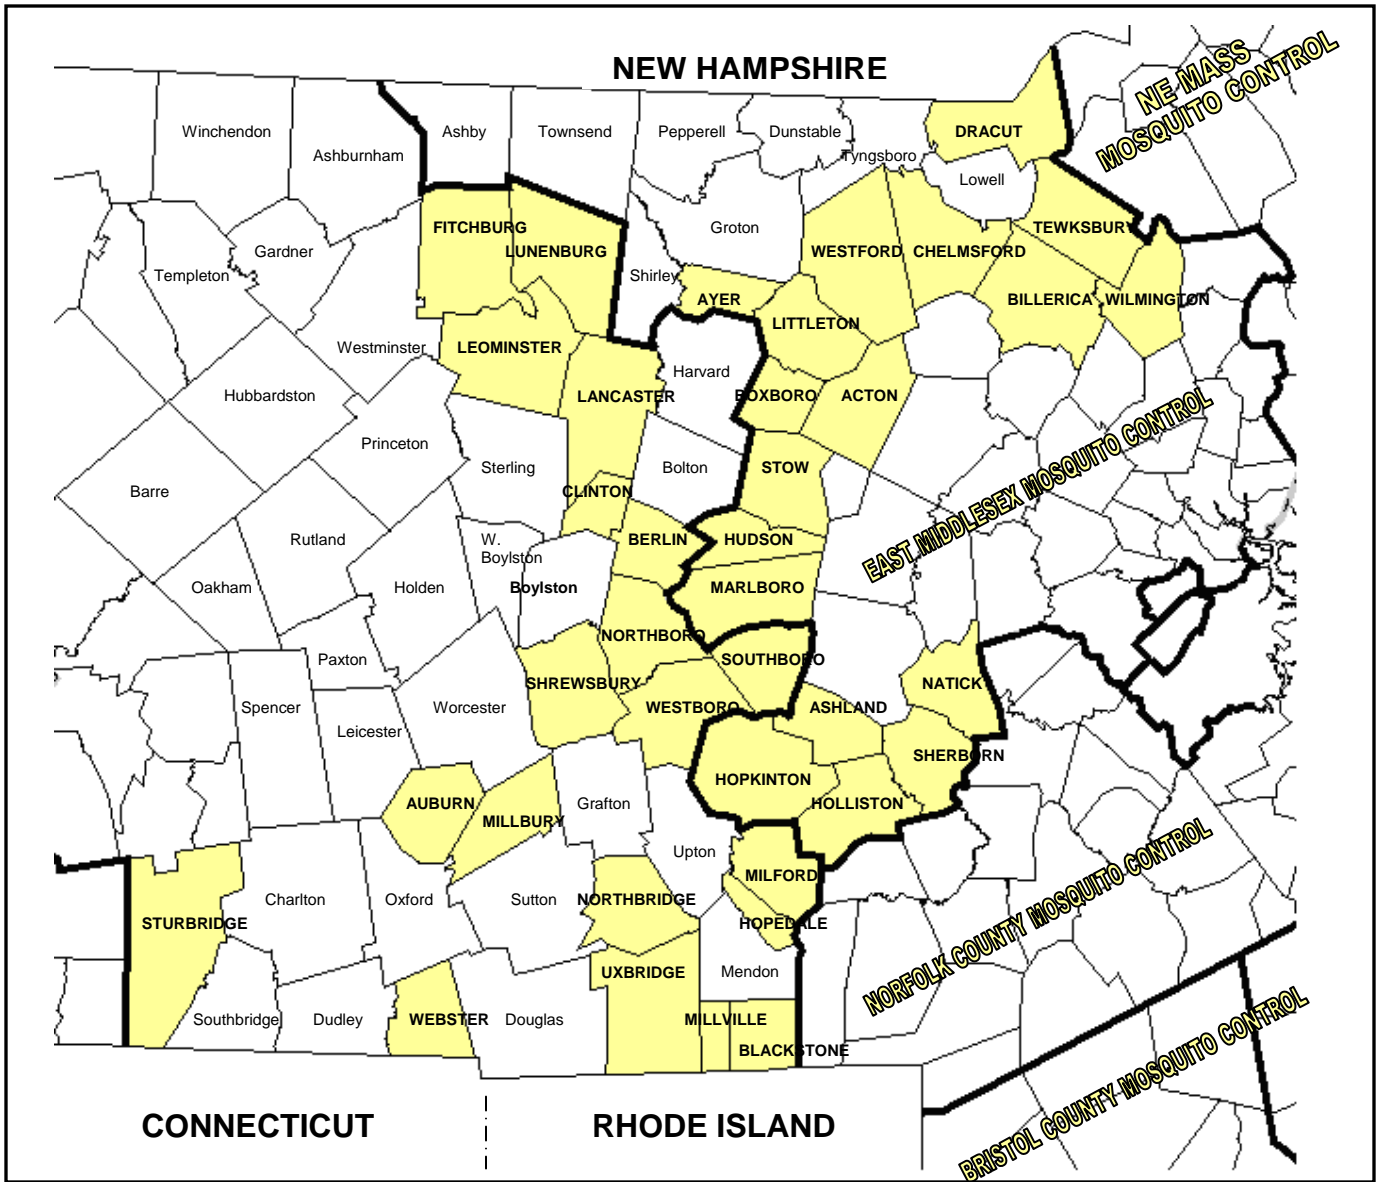 NEW HAMPSHIRE
NE MASS
MOSQUITO CONTROL
Winchendon
Ashburnham
Ashby
Townsend
Pepperell
Dunstable
Tyngsboro
DRACUT
Lowell
FITCHBURG
LUNENBURG
Groton
WESTFORD
CHELMSFORD
TEWKSBURY
Gardner
Templeton
Shirley
AYER
BILLERICA
WILMINGTON
LITTLETON
Westminster
LEOMINSTER
Harvard
Hubbardston
LANCASTER
BOXBORO
ACTON
Princeton
Sterling
Bolton
STOW
EAST MIDDLESEX MOSQUITO CONTROL
Barre
CLINTON
Rutland
W.
Boylston
BERLIN
HUDSON
Oakham
Holden
Boylston
MARLBORO
NORTHBORO
Paxton
SOUTHBORO
SHREWSBURY
NATICK
Spencer
Worcester
WESTBORO
ASHLAND
Leicester
SHERBORN
HOPKINTON
AUBURN
MILLBURY
Grafton
HOLLISTON
Upton
MILFORD
NORFOLK COUNTY MOSQUITO CONTROL
Charlton
Oxford
Sutton
NORTHBRIDGE
STURBRIDGE
HOPEDALE
UXBRIDGE
Mendon
Southbridge
Dudley
WEBSTER
Douglas
MILLVILLE
BLACKSTONE
BRISTOL COUNTY MOSQUITO CONTROL
CONNECTICUT
RHODE ISLAND